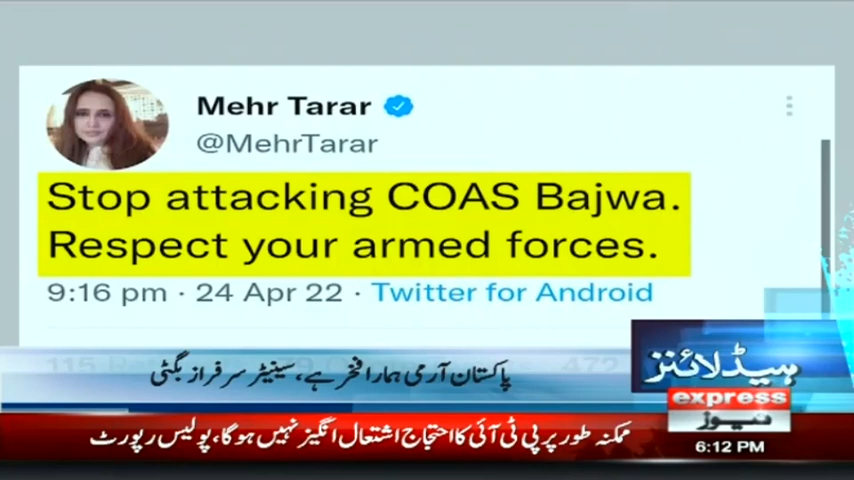 Mehr Tarar
@MehrTarar
Stop attacking COAS Bajwa.
Respect your armed forces.
9:16 pm · 24 Apr 22 · Twitter for Android
472
پاکستان آرمی ہمارا فخر ہے، سینیٹر سرفراز بگٹی
ہیڈلائنز
express
نیوز
ممکنہ طور پر پی ٹی آئی کا احتجاج اشتعال انگیز نہیں ہوگا، پولیس رپورٹ
6:12 PM